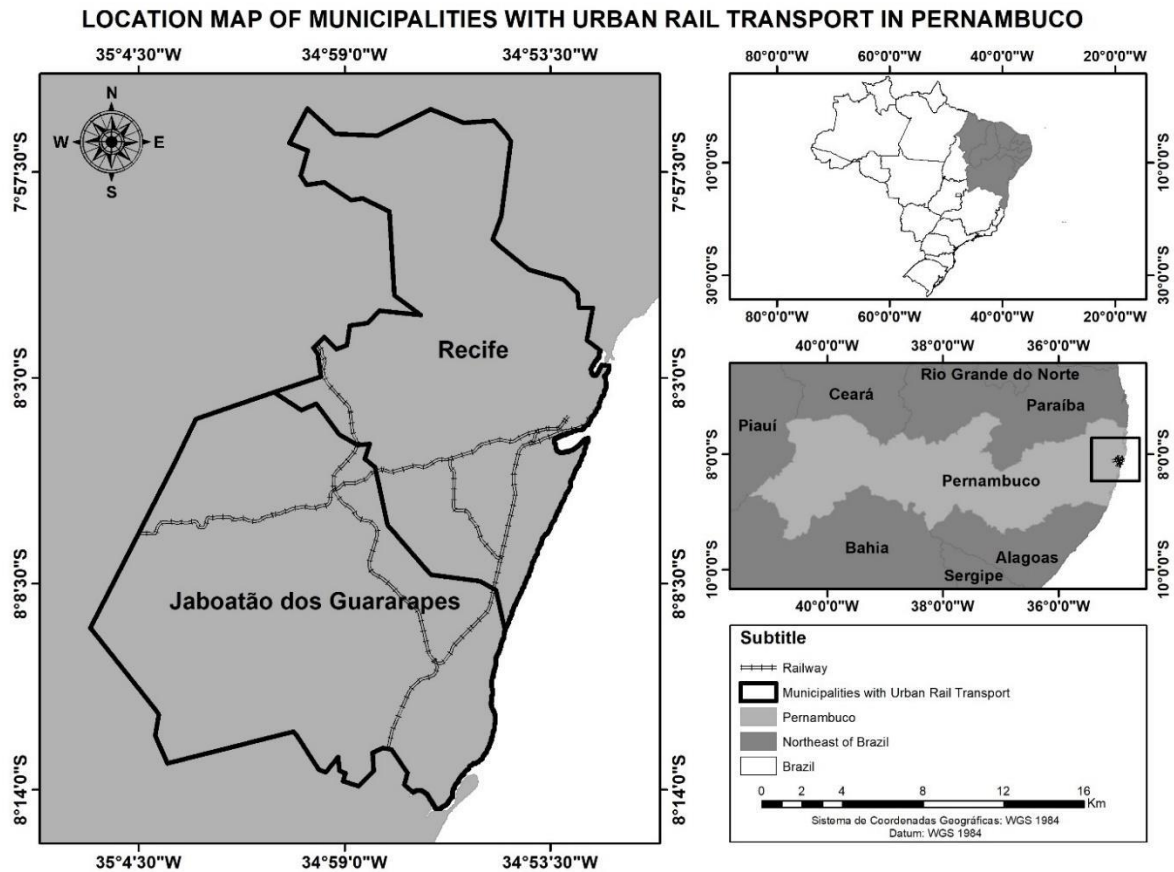 LOCATION MAP OF MUNICIPALITIES WITH URBAN RAIL TRANSPORT IN PERNAMBUCO
35°4'30"W 34°59'0"W 34°53'30"W
N
W E
S
7°57'30"S 7°57'30"S
8°3'0"S 8°3'0"S
8°8'30"S 8°8'30"S
8°14'0"S 8°14'0"S
Recife
Jaboatão dos Guararapes
35°4'30"W 34°59'0"W 34°53'30"W
80°0'0"W 60°0'0"W 40°0'0"W 20°0'0"W
10°0'0"S 10°0'0"S
30°0'0"S 30°0'0"S
80°0'0"W 60°0'0"W 40°0'0"W 20°0'0"W
40°0'0"W 38°0'0"W 36°0'0"W
Rio Grande do Norte
Ceará
Paraíba
Piauí
8°0'0"S 8°0'0"S
Pernambuco
Bahia
Alagoas
Sergipe
10°0'0"S 10°0'0"S
40°0'0"W 38°0'0"W 36°0'0"W
Subtitle
Railway
Municipalities with Urban Rail Transport
Pernambuco
Northeast of Brazil
Brazil
0 2 4 8 12 16
Km
Sistema de Coordenadas Geográficas: WGS 1984
Datum: WGS 1984